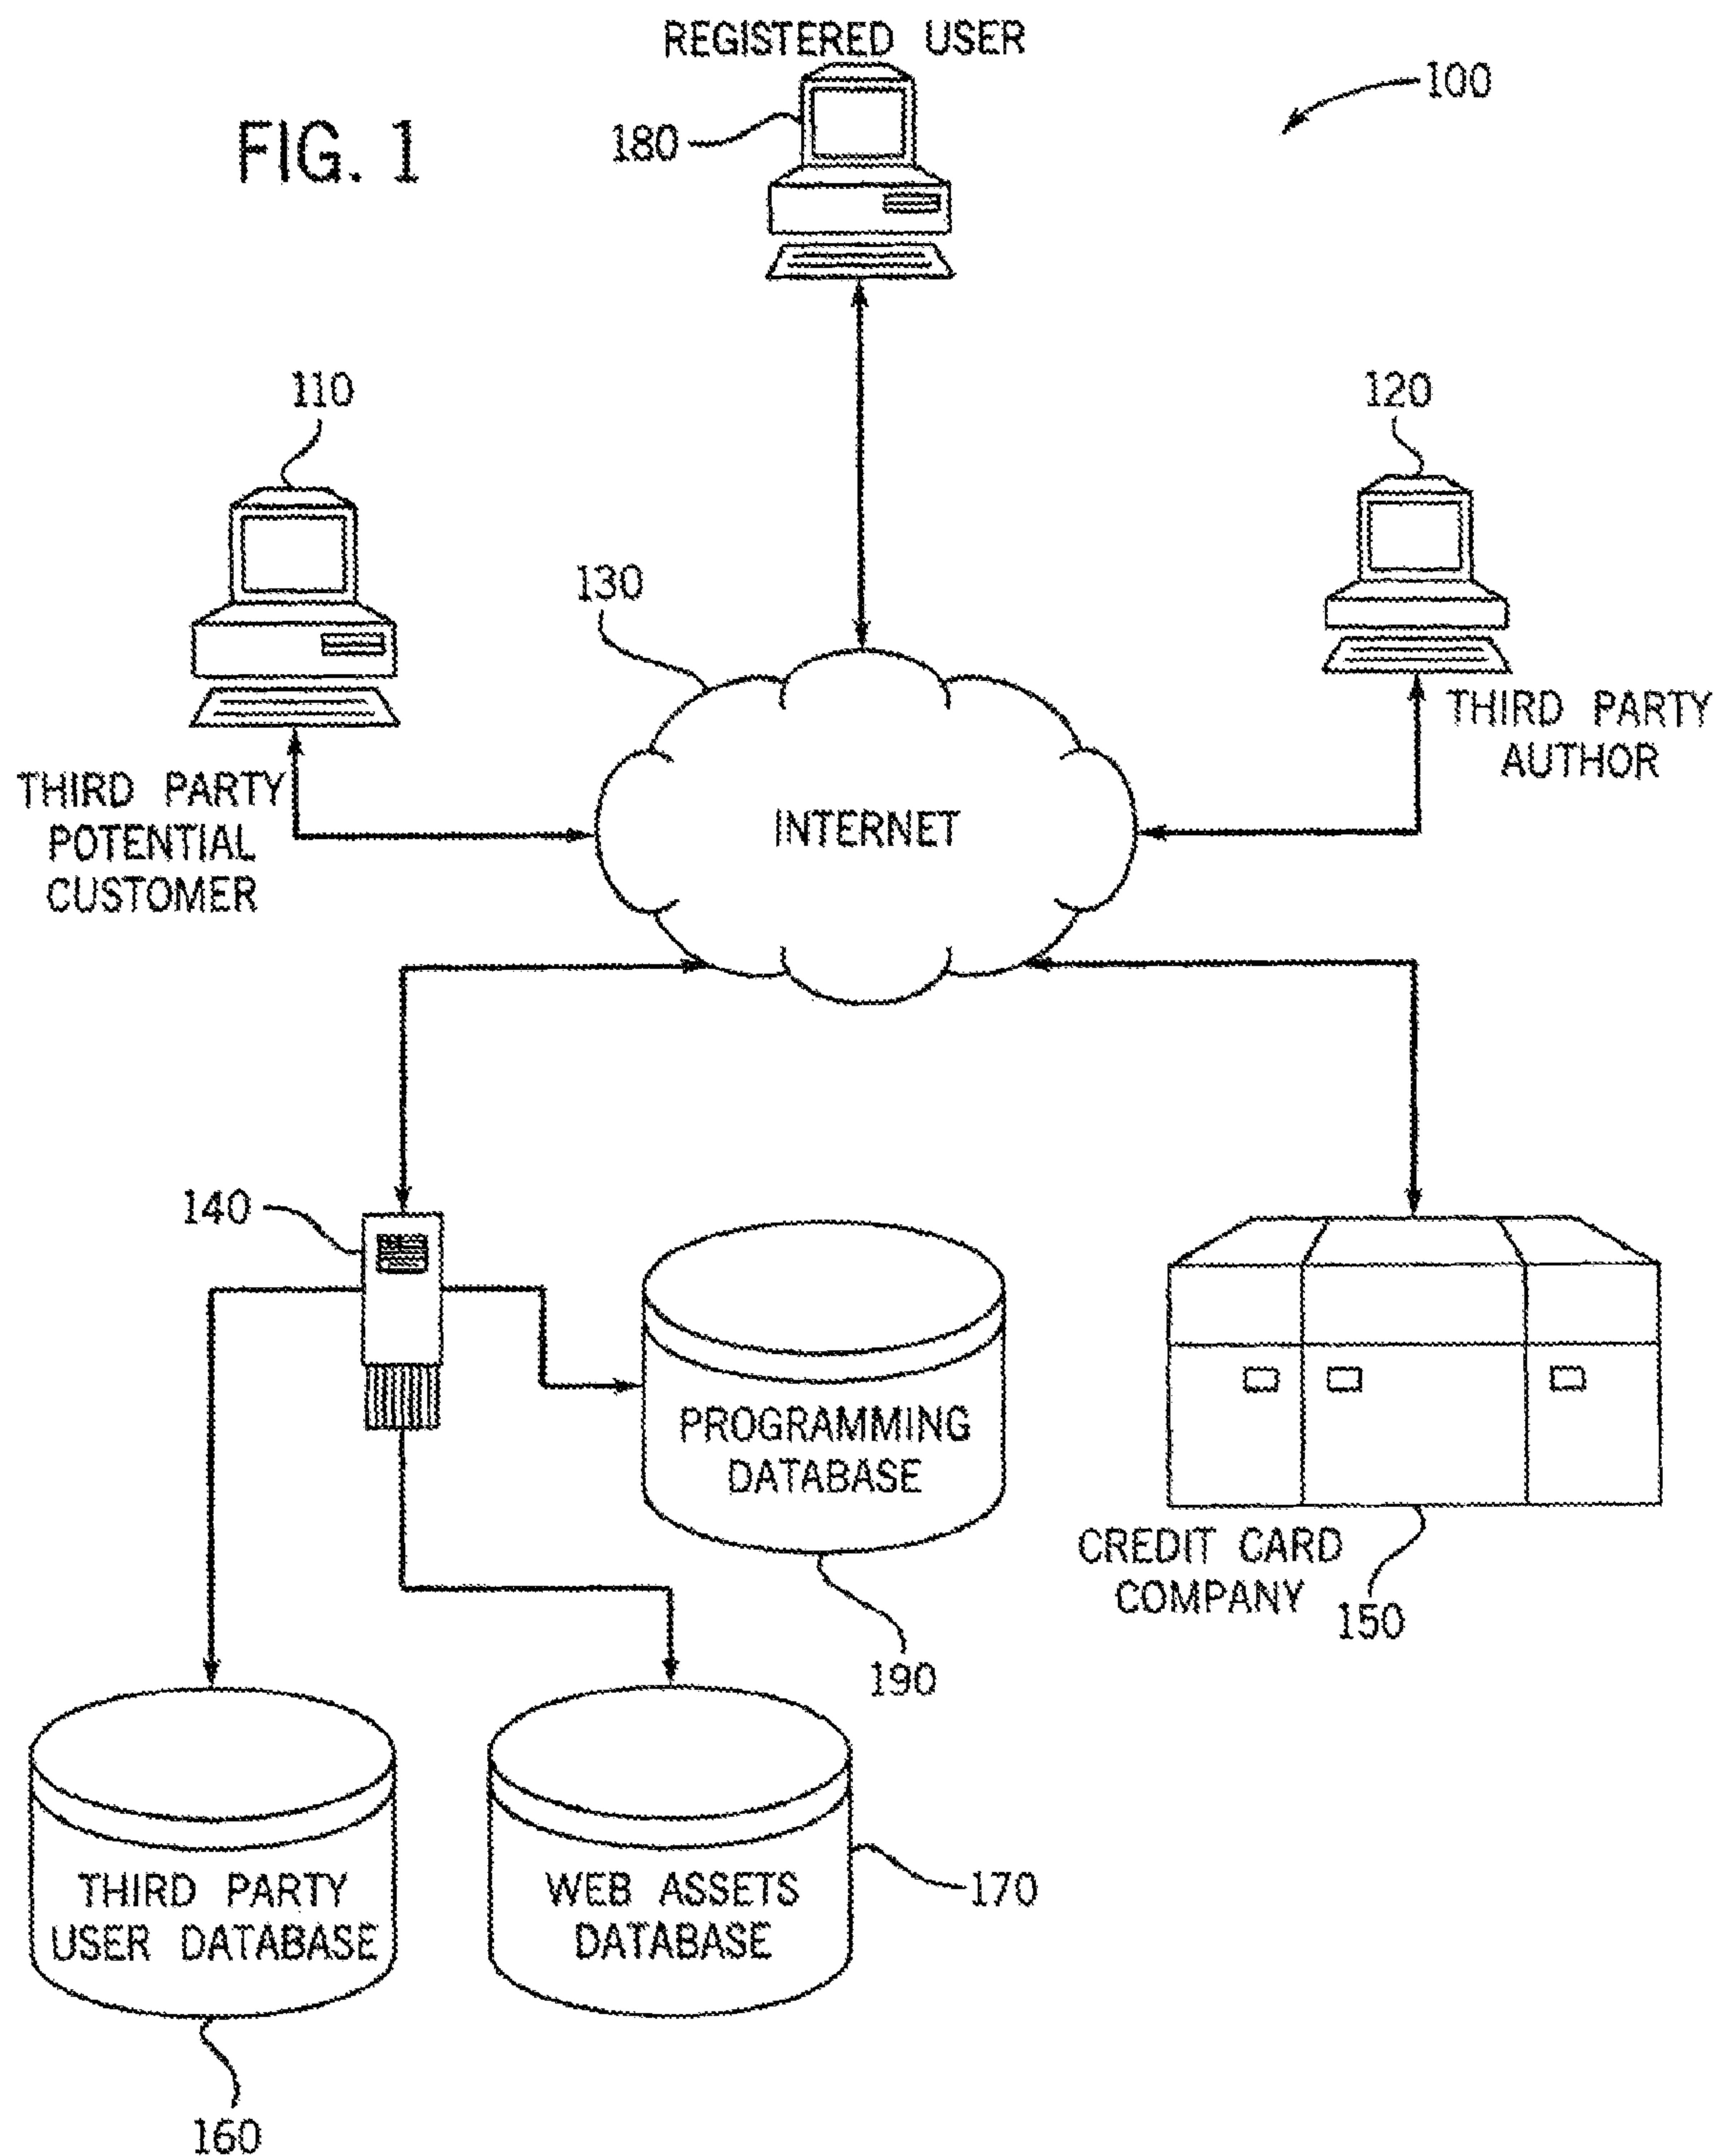 REGISTERED USER
100
FIG. 1
180
110
120
130
THIRD PARTY
AUTHOR
THIRD PARTY
POTENTIAL
CUSTOMER
INTERNET
140
PROGRAMMING
DATABASE
CREDIT CARD
COMPANY
150
190
THIRD PARTY
USER DATABASE
WEB ASSETS
DATABASE
170
160